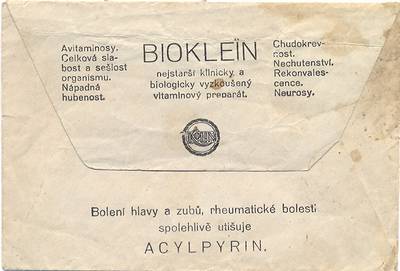 Avitaminosy.
Celková sla-
bost a sešlost
organismu.
Nápadná
hubenost.
BIOKLEÏN
nejstarší klinicky a
biologicky vyzkoušený
vitaminový preparát.
Chudokrev-
nost.
Nechutenství.
Rekonvales-
cence.
Neurosy.
Bolení hlavy a zubů, rheumatické bolesti
spolehlivě utišuje
ACYLPYRIN.